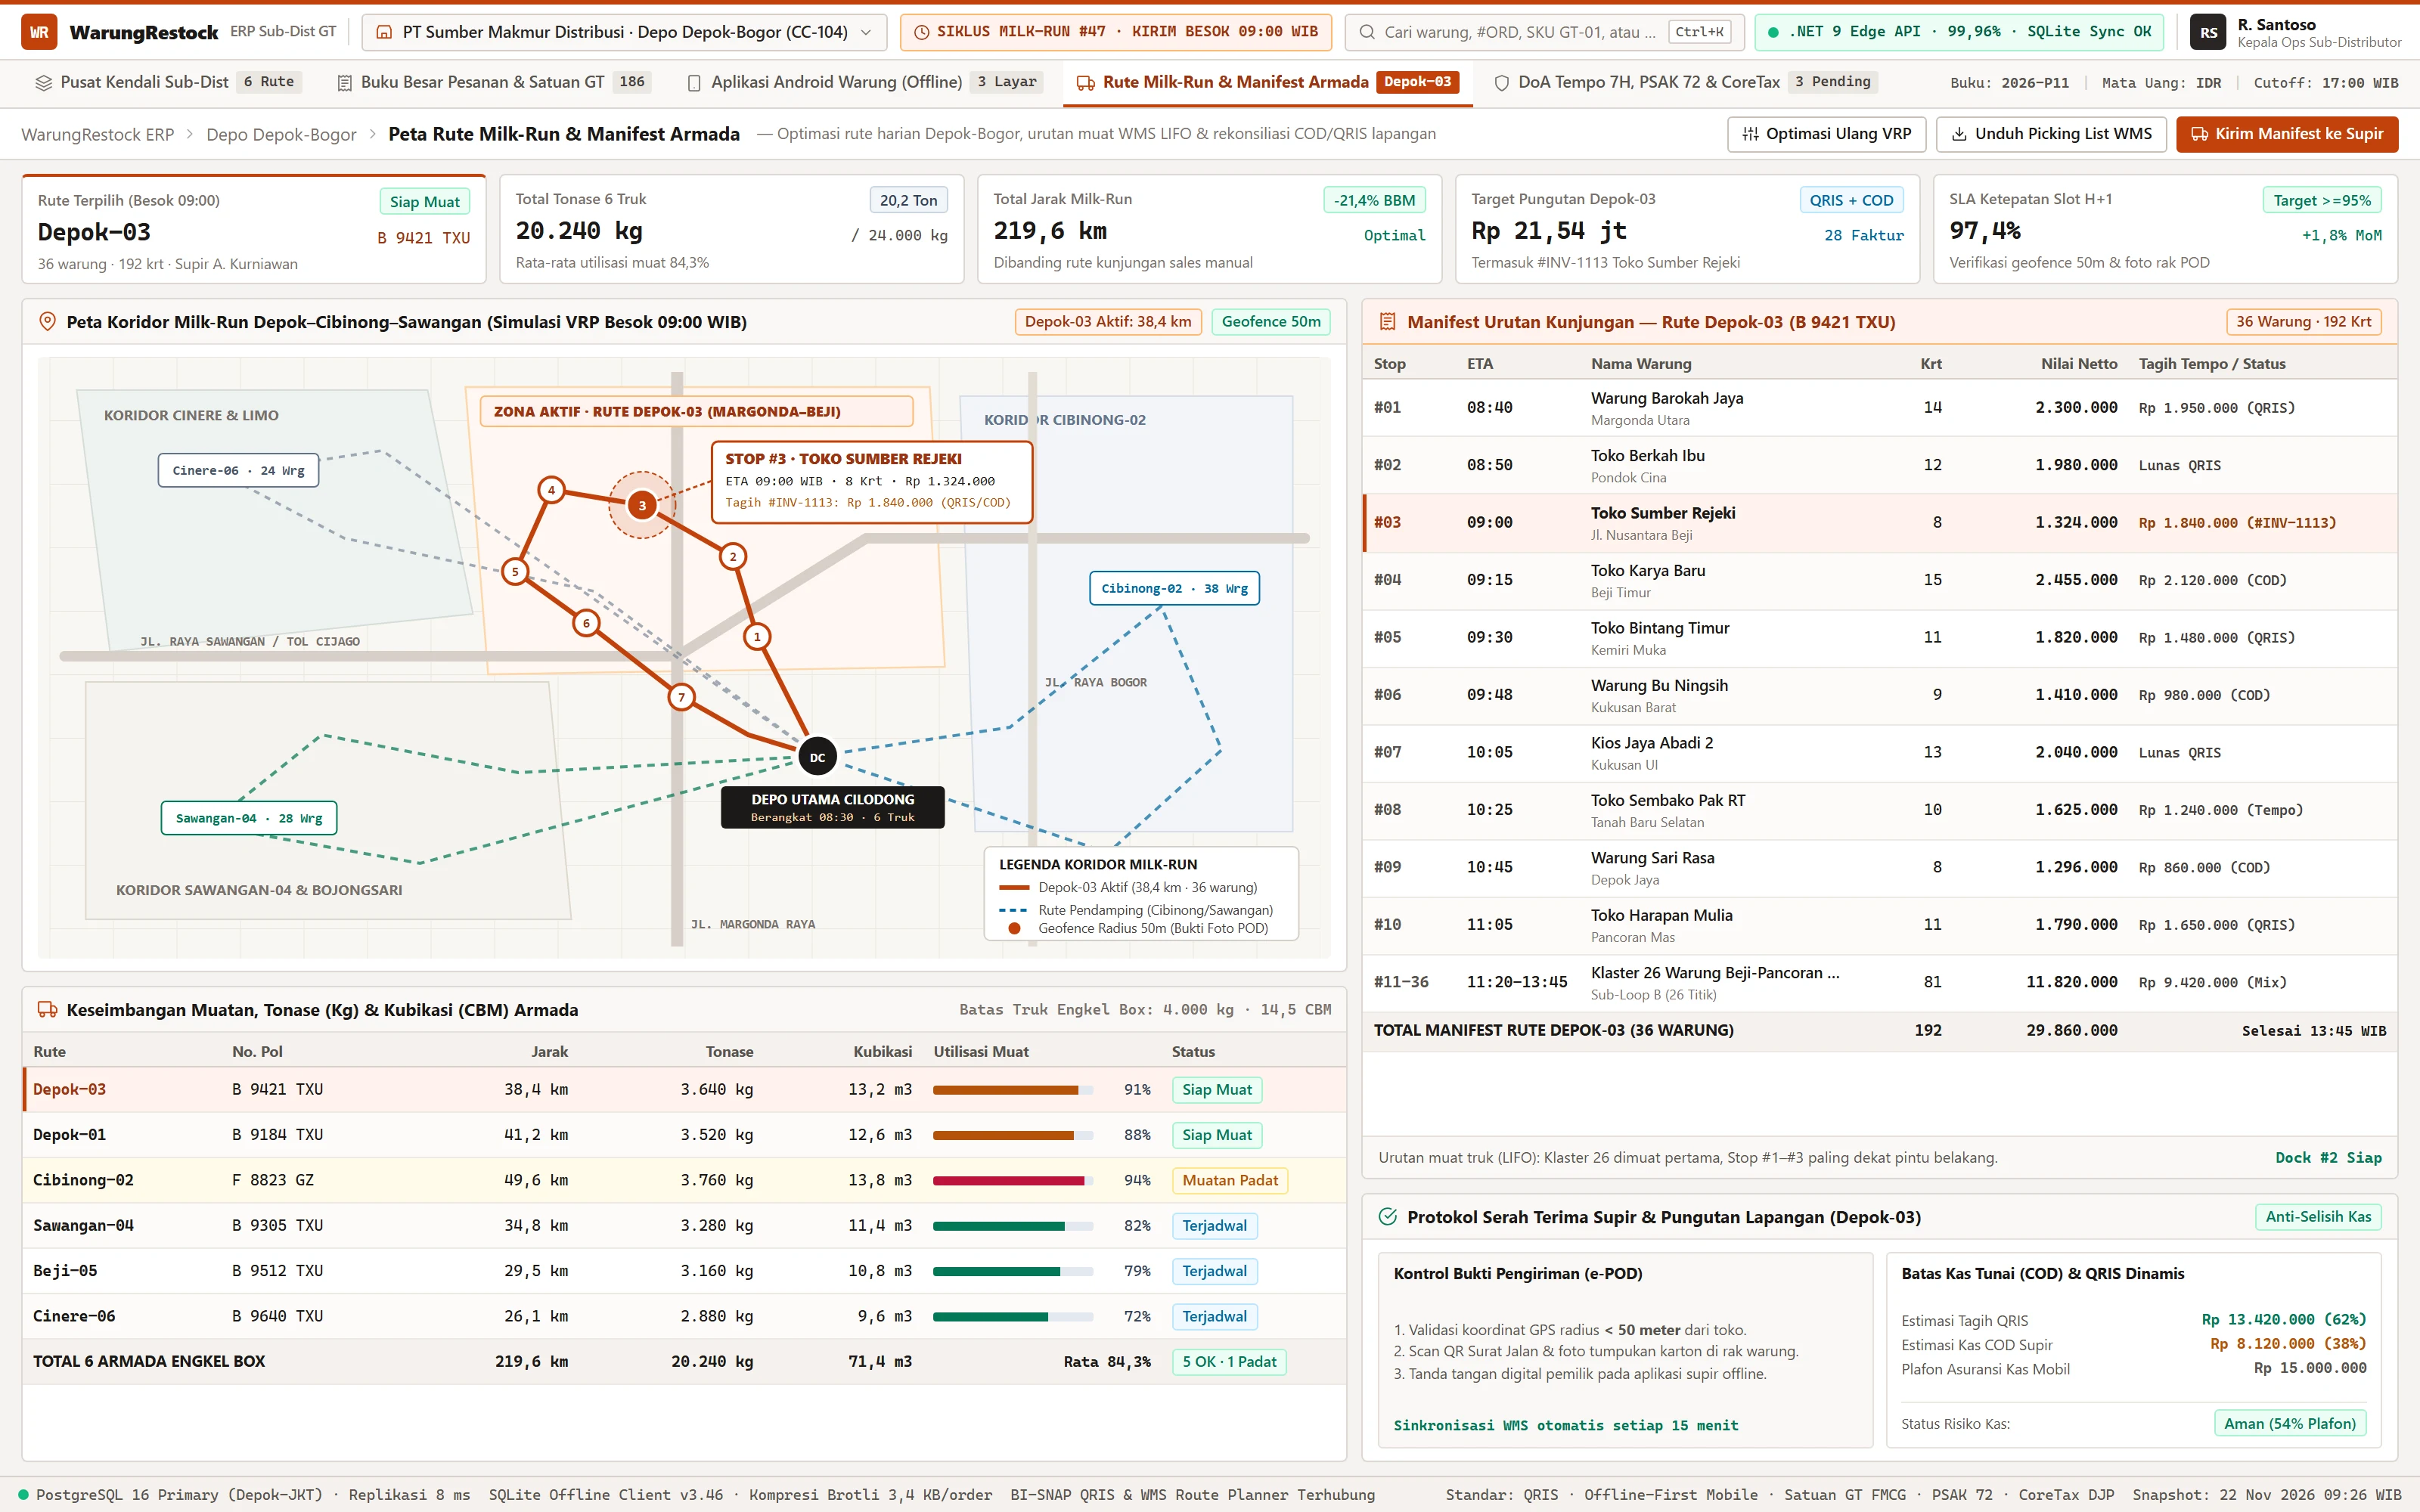 WR WarungRestock ERP Sub-Dist GT
PT Sumber Makmur Distribusi · Depo Depok-Bogor (CC-104)
SIKLUS MILK-RUN #47 · KIRIM BESOK 09:00 WIB
Cari warung, #ORD, SKU GT-01, atau ... Ctrl+K
.NET 9 Edge API · 99,96% · SQLite Sync OK
RS R. Santoso
Kepala Ops Sub-Distributor
Pusat Kendali Sub-Dist 6 Rute
Buku Besar Pesanan & Satuan GT 186
Aplikasi Android Warung (Offline) 3 Layar
Rute Milk-Run & Manifest Armada Depok-03
DoA Tempo 7H, PSAK 72 & CoreTax 3 Pending
Buku: 2026-P11 | Mata Uang: IDR | Cutoff: 17:00 WIB
WarungRestock ERP > Depo Depok-Bogor > Peta Rute Milk-Run & Manifest Armada — Optimasi rute harian Depok-Bogor, urutan muat WMS LIFO & rekonsiliasi COD/QRIS lapangan
Optimasi Ulang VRP
Unduh Picking List WMS
Kirim Manifest ke Supir
Rute Terpilih (Besok 09:00) Siap Muat
Depok-03 B 9421 TXU
36 warung · 192 krt · Supir A. Kurniawan
Total Tonase 6 Truk 20,2 Ton
20.240 kg / 24.000 kg
Rata-rata utilisasi muat 84,3%
Total Jarak Milk-Run -21,4% BBM
219,6 km Optimal
Dibanding rute kunjungan sales manual
Target Pungutan Depok-03 QRIS + COD
Rp 21,54 jt 28 Faktur
Termasuk #INV-1113 Toko Sumber Rejeki
SLA Ketepatan Slot H+1 Target >=95%
97,4% +1,8% MoM
Verifikasi geofence 50m & foto rak POD
Peta Koridor Milk-Run Depok–Cibinong–Sawangan (Simulasi VRP Besok 09:00 WIB) Depok-03 Aktif: 38,4 km Geofence 50m
KORIDOR CINERE & LIMO
ZONA AKTIF · RUTE DEPOK-03 (MARGONDA–BEJI)
KORIDOR CIBINONG-02
Cinere-06 · 24 Wrg
STOP #3 · TOKO SUMBER REJEKI
ETA 09:00 WIB · 8 Krt · Rp 1.324.000
Tagih #INV-1113: Rp 1.840.000 (QRIS/COD)
4
3
2
5
Cibinong-02 · 38 Wrg
6
1
JL. RAYA SAWANGAN / TOL CIJAGO
JL. RAYA BOGOR
7
DC
DEPO UTAMA CILODONG
Berangkat 08:30 · 6 Truk
Sawangan-04 · 28 Wrg
KORIDOR SAWANGAN-04 & BOJONGSARI
JL. MARGONDA RAYA
LEGENDA KORIDOR MILK-RUN
Depok-03 Aktif (38,4 km · 36 warung)
Rute Pendamping (Cibinong/Sawangan)
Geofence Radius 50m (Bukti Foto POD)
Keseimbangan Muatan, Tonase (Kg) & Kubikasi (CBM) Armada Batas Truk Engkel Box: 4.000 kg · 14,5 CBM
Rute No. Pol Jarak Tonase Kubikasi Utilisasi Muat Status
Depok-03 B 9421 TXU 38,4 km 3.640 kg 13,2 m3 91% Siap Muat
Depok-01 B 9184 TXU 41,2 km 3.520 kg 12,6 m3 88% Siap Muat
Cibinong-02 F 8823 GZ 49,6 km 3.760 kg 13,8 m3 94% Muatan Padat
Sawangan-04 B 9305 TXU 34,8 km 3.280 kg 11,4 m3 82% Terjadwal
Beji-05 B 9512 TXU 29,5 km 3.160 kg 10,8 m3 79% Terjadwal
Cinere-06 B 9640 TXU 26,1 km 2.880 kg 9,6 m3 72% Terjadwal
TOTAL 6 ARMADA ENGKEL BOX 219,6 km 20.240 kg 71,4 m3 Rata 84,3% 5 OK · 1 Padat
Manifest Urutan Kunjungan — Rute Depok-03 (B 9421 TXU) 36 Warung · 192 Krt
Stop ETA Nama Warung Krt Nilai Netto Tagih Tempo / Status
#01 08:40 Warung Barokah Jaya 14 2.300.000 Rp 1.950.000 (QRIS)
Margonda Utara
#02 08:50 Toko Berkah Ibu 12 1.980.000 Lunas QRIS
Pondok Cina
#03 09:00 Toko Sumber Rejeki 8 1.324.000 Rp 1.840.000 (#INV-1113)
Jl. Nusantara Beji
#04 09:15 Toko Karya Baru 15 2.455.000 Rp 2.120.000 (COD)
Beji Timur
#05 09:30 Toko Bintang Timur 11 1.820.000 Rp 1.480.000 (QRIS)
Kemiri Muka
#06 09:48 Warung Bu Ningsih 9 1.410.000 Rp 980.000 (COD)
Kukusan Barat
#07 10:05 Kios Jaya Abadi 2 13 2.040.000 Lunas QRIS
Kukusan UI
#08 10:25 Toko Sembako Pak RT 10 1.625.000 Rp 1.240.000 (Tempo)
Tanah Baru Selatan
#09 10:45 Warung Sari Rasa 8 1.296.000 Rp 860.000 (COD)
Depok Jaya
#10 11:05 Toko Harapan Mulia 11 1.790.000 Rp 1.650.000 (QRIS)
Pancoran Mas
#11–36 11:20–13:45 Klaster 26 Warung Beji-Pancoran ... 81 11.820.000 Rp 9.420.000 (Mix)
Sub-Loop B (26 Titik)
TOTAL MANIFEST RUTE DEPOK-03 (36 WARUNG) 192 29.860.000 Selesai 13:45 WIB
Urutan muat truk (LIFO): Klaster 26 dimuat pertama, Stop #1–#3 paling dekat pintu belakang. Dock #2 Siap
Protokol Serah Terima Supir & Pungutan Lapangan (Depok-03) Anti-Selisih Kas
Kontrol Bukti Pengiriman (e-POD)
1. Validasi koordinat GPS radius < 50 meter dari toko.
2. Scan QR Surat Jalan & foto tumpukan karton di rak warung.
3. Tanda tangan digital pemilik pada aplikasi supir offline.
Sinkronisasi WMS otomatis setiap 15 menit
Batas Kas Tunai (COD) & QRIS Dinamis
Estimasi Tagih QRIS Rp 13.420.000 (62%)
Estimasi Kas COD Supir Rp 8.120.000 (38%)
Plafon Asuransi Kas Mobil Rp 15.000.000
Status Risiko Kas: Aman (54% Plafon)
PostgreSQL 16 Primary (Depok-JKT) · Replikasi 8 ms SQLite Offline Client v3.46 · Kompresi Brotli 3,4 KB/order BI-SNAP QRIS & WMS Route Planner Terhubung Standar: QRIS · Offline-First Mobile · Satuan GT FMCG · PSAK 72 · CoreTax DJP Snapshot: 22 Nov 2026 09:26 WIB